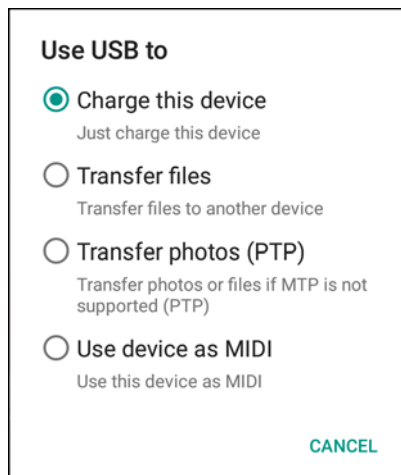 Use USB to
Charge this device
Just charge this device
Transfer files
Transfer files to another device
Transfer photos (PTP)
Transfer photos or files if MTP is not
supported (PTP)
Use device as MIDI
Use this device as MIDI
CANCEL